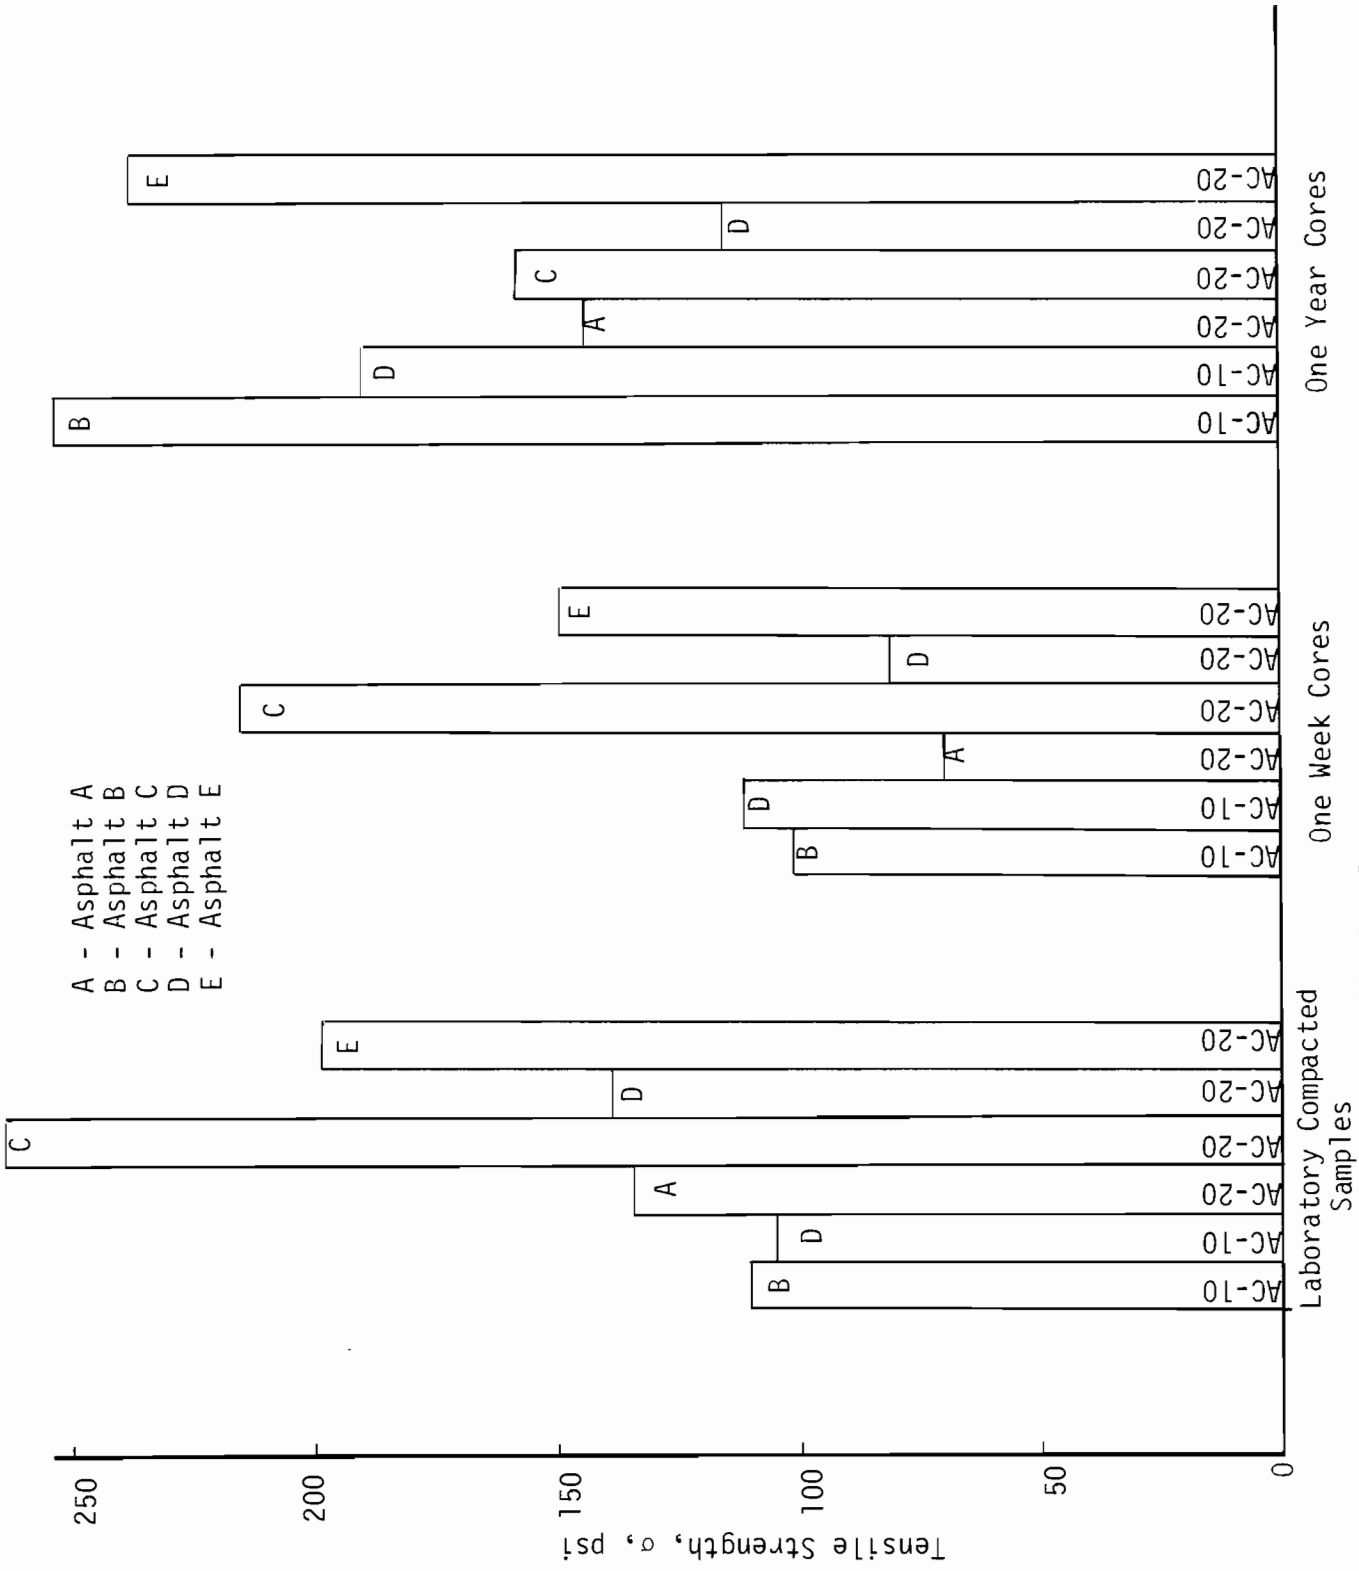 A - Asphalt A
B - Asphalt B
C - Asphalt C
D - Asphalt D
E - Asphalt E
Tensile Strength, σ, psi
250
200
150
100
50
0
B
D
A
C
D
E
AC-10
AC-10
AC-20
AC-20
AC-20
AC-20
Laboratory Compacted
Samples
B
D
A
C
D
E
AC-10
AC-10
AC-20
AC-20
AC-20
AC-20
One Week Cores
B
D
A
C
D
E
AC-10
AC-10
AC-20
AC-20
AC-20
AC-20
One Year Cores